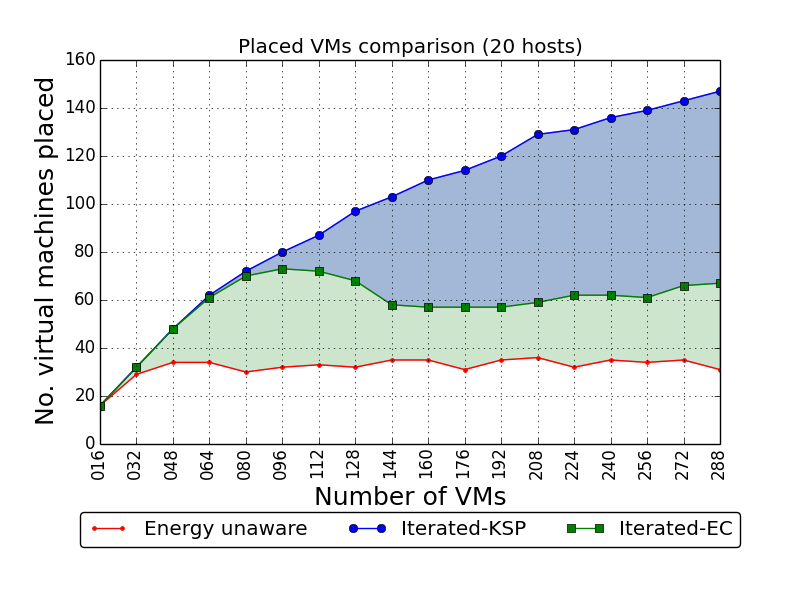 Placed VMs comparison (20 hosts)
No. virtual machines placed
160
140
120
100
80
60
40
20
0
016 032 048 064 080 096 112 128 144 160 176 192 208 224 240 256 272 288
Number of VMs
Energy unaware Iterated-KSP Iterated-EC